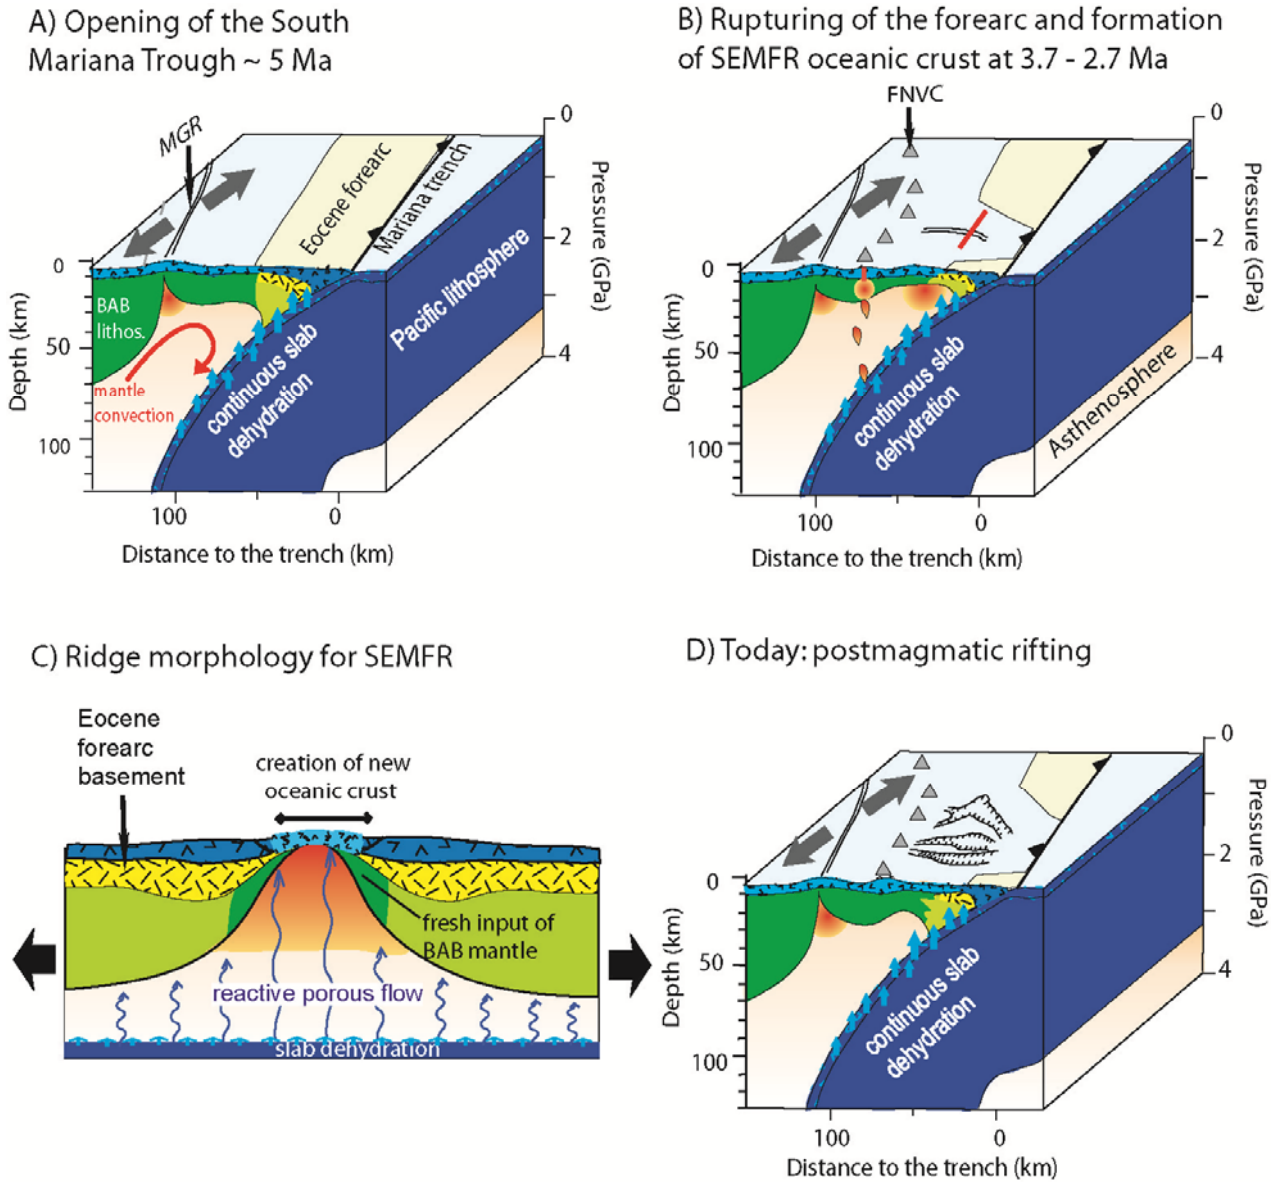 A) Opening of the South
Mariana Trough ~ 5 Ma
MGR
Eocene forearc
Mariana trench
0
2
4
Pressure (GPa)
0
50
100
Depth (km)
BAB
lithos.
mantle
convection
continuous slab
dehydration
Pacific lithosphere
100
0
Distance to the trench (km)
B) Rupturing of the forearc and formation
of SEMFR oceanic crust at 3.7 - 2.7 Ma
FNVC
0
2
4
Pressure (GPa)
0
50
100
Depth (km)
continuous slab
dehydration
Asthenosphere
100
0
Distance to the trench (km)
C) Ridge morphology for SEMFR
Eocene
forearc
basement
creation of new
oceanic crust
fresh input of
BAB mantle
reactive porous flow
slab dehydration
D) Today: postmagmatic rifting
0
2
4
Pressure (GPa)
0
50
100
Depth (km)
continuous slab
dehydration
100
0
Distance to the trench (km)